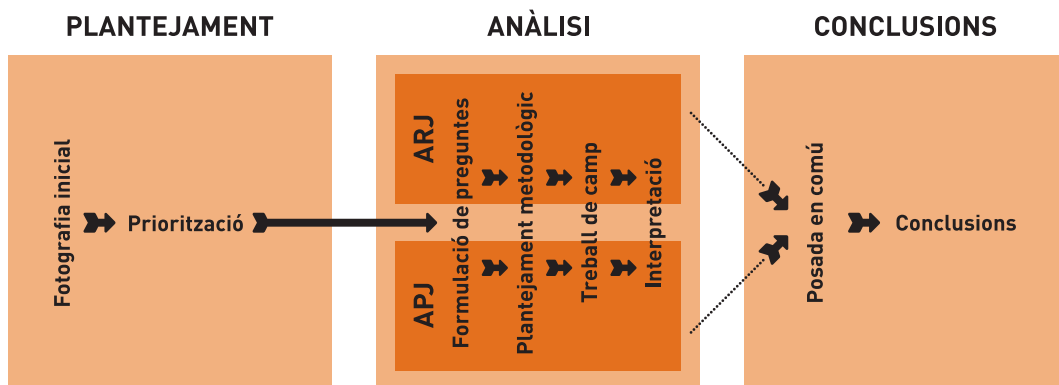 PLANTEJAMENT
Fotografia inicial
Priorització
ANÀLISI
ARJ
APJ
Formulació de preguntes
Plantejament metodològic
Treball de camp
Interpretació
CONCLUSIONS
Posada en comú
Conclusions